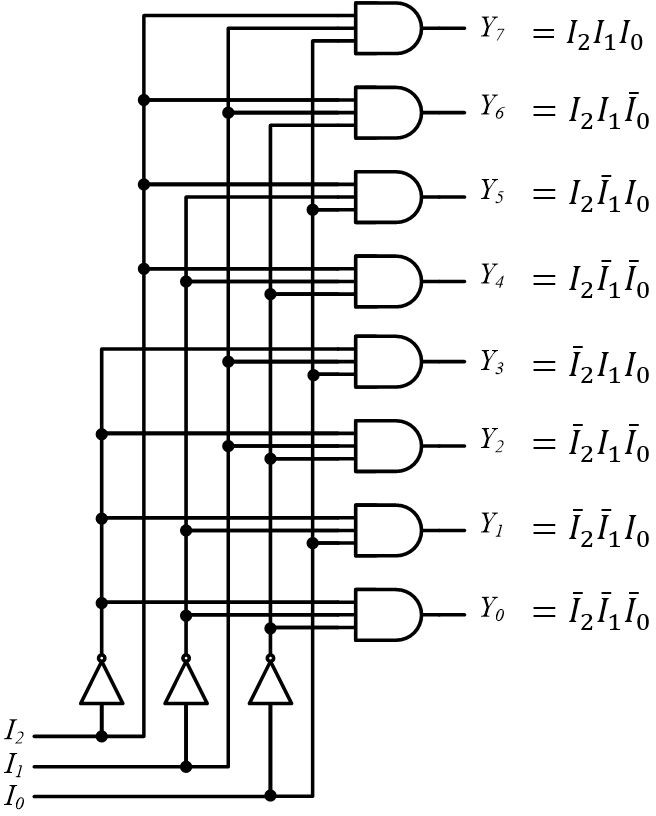 Y₇ = I₂I₁I₀
Y₆ = I₂I₁Ī₀
Y₅ = I₂Ī₁I₀
Y₄ = I₂Ī₁Ī₀
Y₃ = Ī₂I₁I₀
Y₂ = Ī₂I₁Ī₀
Y₁ = Ī₂Ī₁I₀
Y₀ = Ī₂Ī₁Ī₀
I₂
I₁
I₀